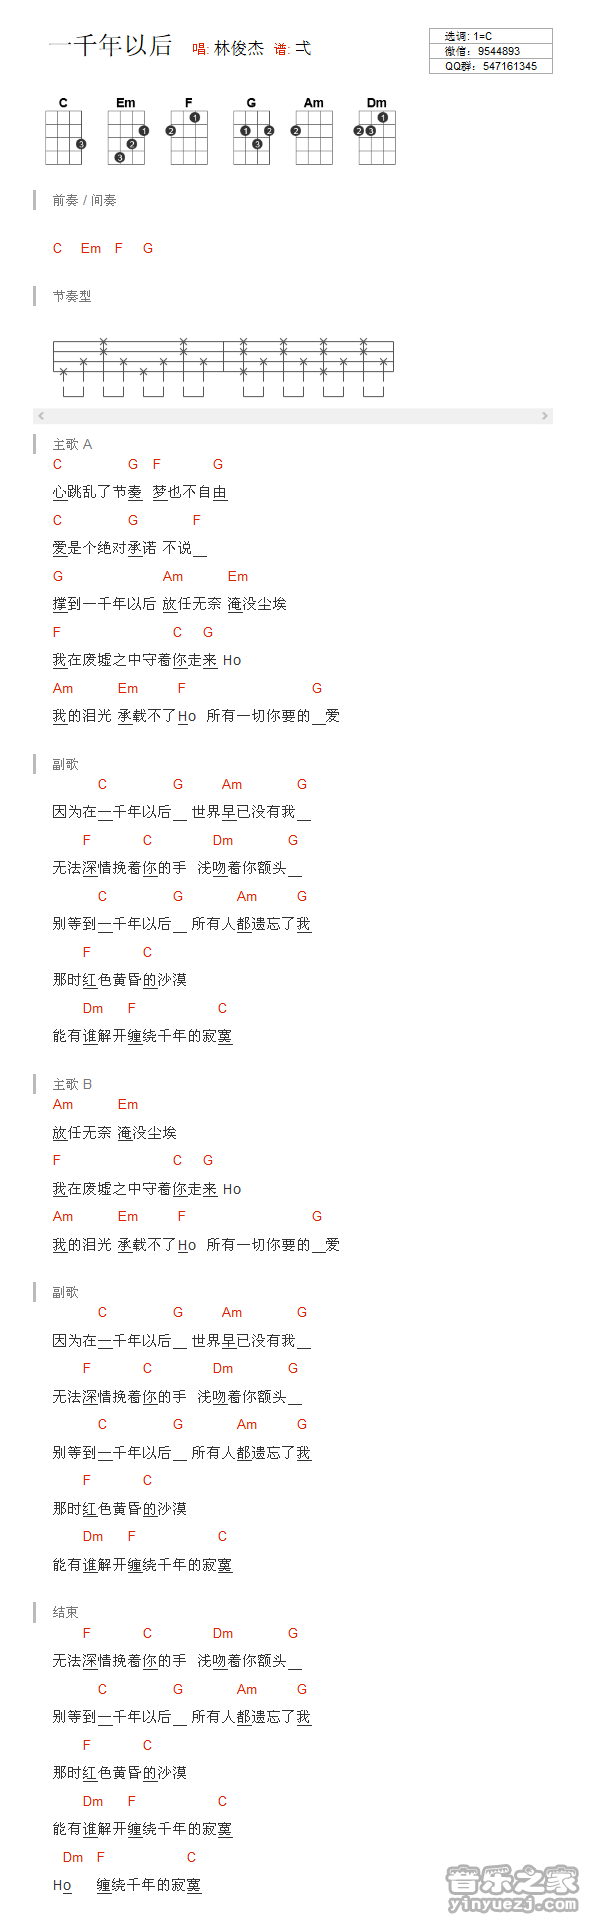 一千年以后 唱: 林俊杰 谱: 弌
选调: 1=C
微信: 9544893
QQ群: 547161345
C Em F G Am Dm
3 1 2 3 1 2 1 2 3 2 1 2 3
前奏 / 间奏
C Em F G
节奏型
主歌 A
C G F G
心跳乱了节奏 梦也不自由
C G F
爱是个绝对承诺 不说__
G Am Em
撑到一千年以后 放任无奈 淹没尘埃
F C G
我在废墟之中守着你走来 Ho
Am Em F G
我的泪光 承载不了Ho 所有一切你要的__爱
副歌
C G Am G
因为在一千年以后__ 世界早已没有我__
F C Dm G
无法深情挽着你的手 浅吻着你额头__
C G Am G
别等到一千年以后__ 所有人都遗忘了我
F C
那时红色黄昏的沙漠
Dm F C
能有谁解开缠绕千年的寂寞
主歌 B
Am Em
放任无奈 淹没尘埃
F C G
我在废墟之中守着你走来 Ho
Am Em F G
我的泪光 承载不了Ho 所有一切你要的__爱
副歌
C G Am G
因为在一千年以后__ 世界早已没有我__
F C Dm G
无法深情挽着你的手 浅吻着你额头__
C G Am G
别等到一千年以后__ 所有人都遗忘了我
F C
那时红色黄昏的沙漠
Dm F C
能有谁解开缠绕千年的寂寞
结束
F C Dm G
无法深情挽着你的手 浅吻着你额头__
C G Am G
别等到一千年以后__ 所有人都遗忘了我
F C
那时红色黄昏的沙漠
Dm F C
能有谁解开缠绕千年的寂寞
Dm F C
Ho 缠绕千年的寂寞
音乐之家
yinyuezj.com